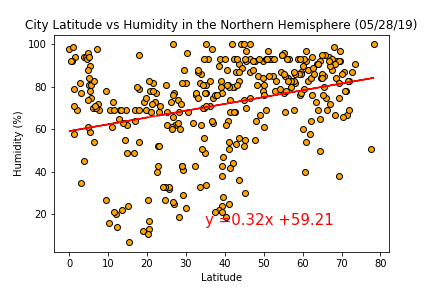 City Latitude vs Humidity in the Northern Hemisphere (05/28/19)
100
80
60
40
20
Humidity (%)
y =0.32x +59.21
0 10 20 30 40 50 60 70 80
Latitude